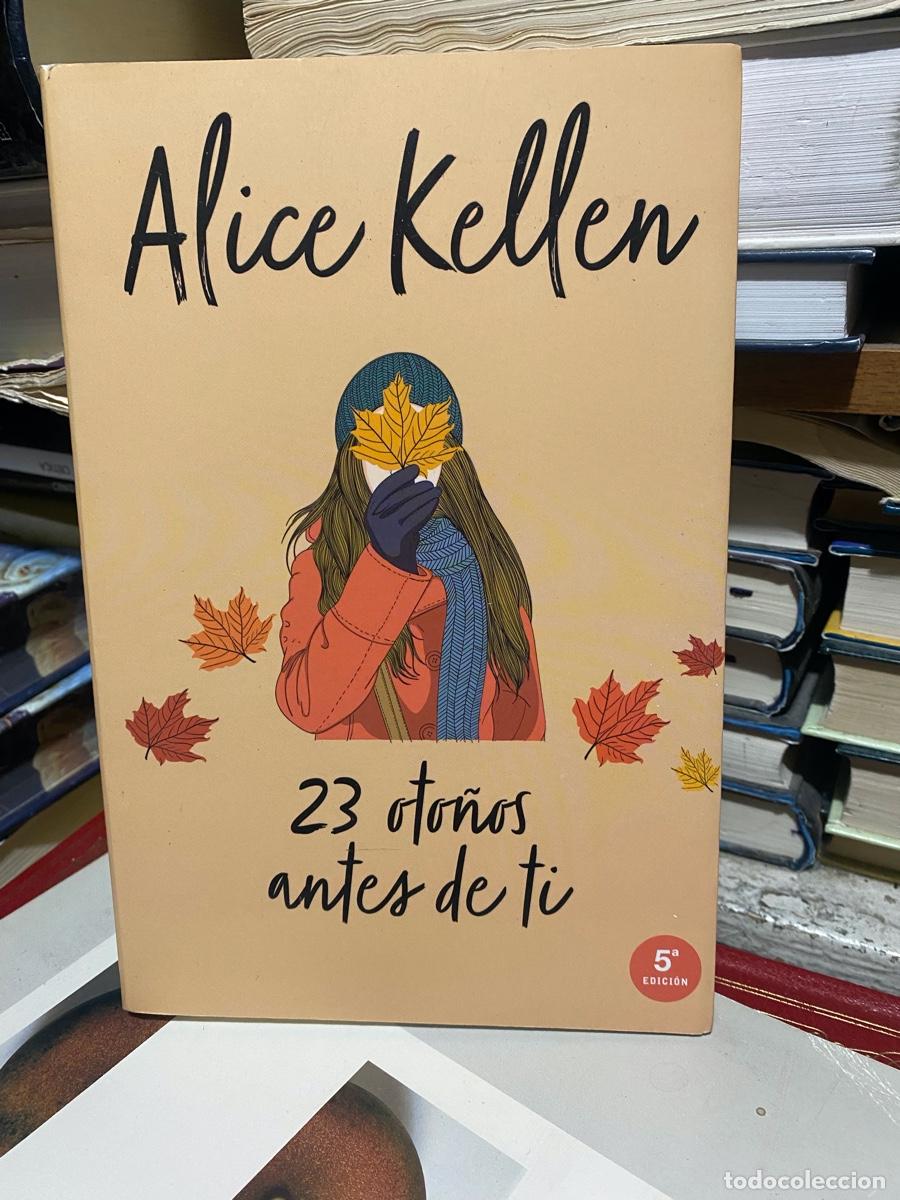 Alice Kellen
23 otoños
antes de ti
5ª
EDICIÓN
todocoleccion